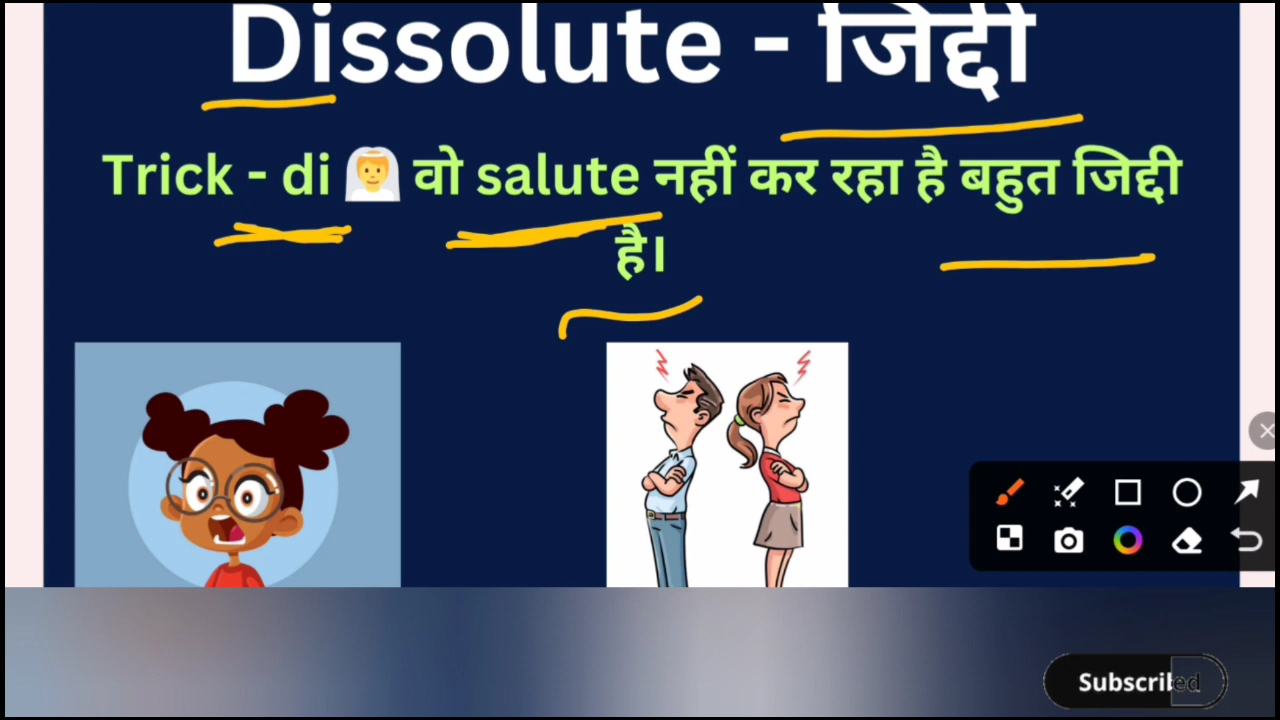 Dissolute - जिद्दी
Trick - di 👰 वो salute नहीं कर रहा है बहुत जिद्दी
है।
Subscribed